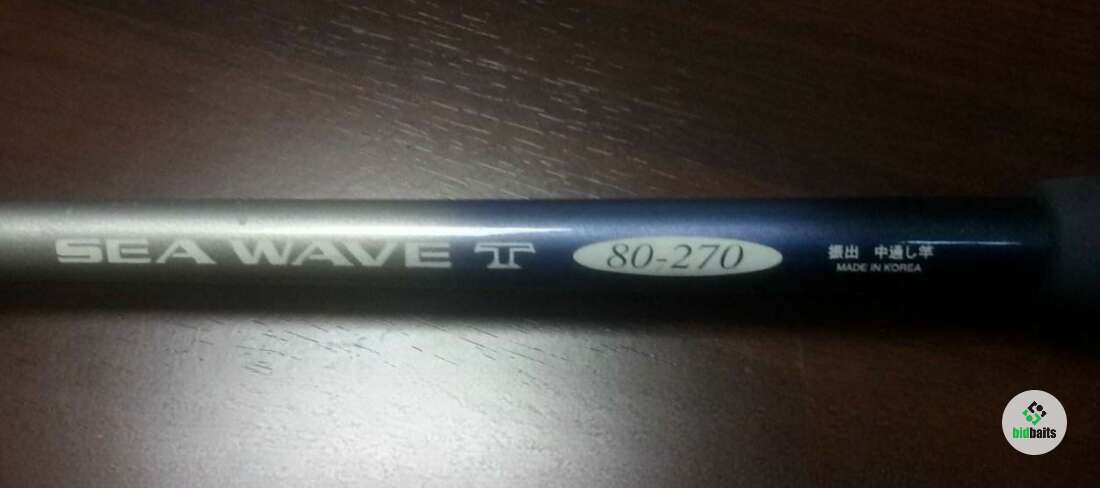 SEA WAVE T 80-270 振出 中通し竿
MADE IN KOREA
bidbaits